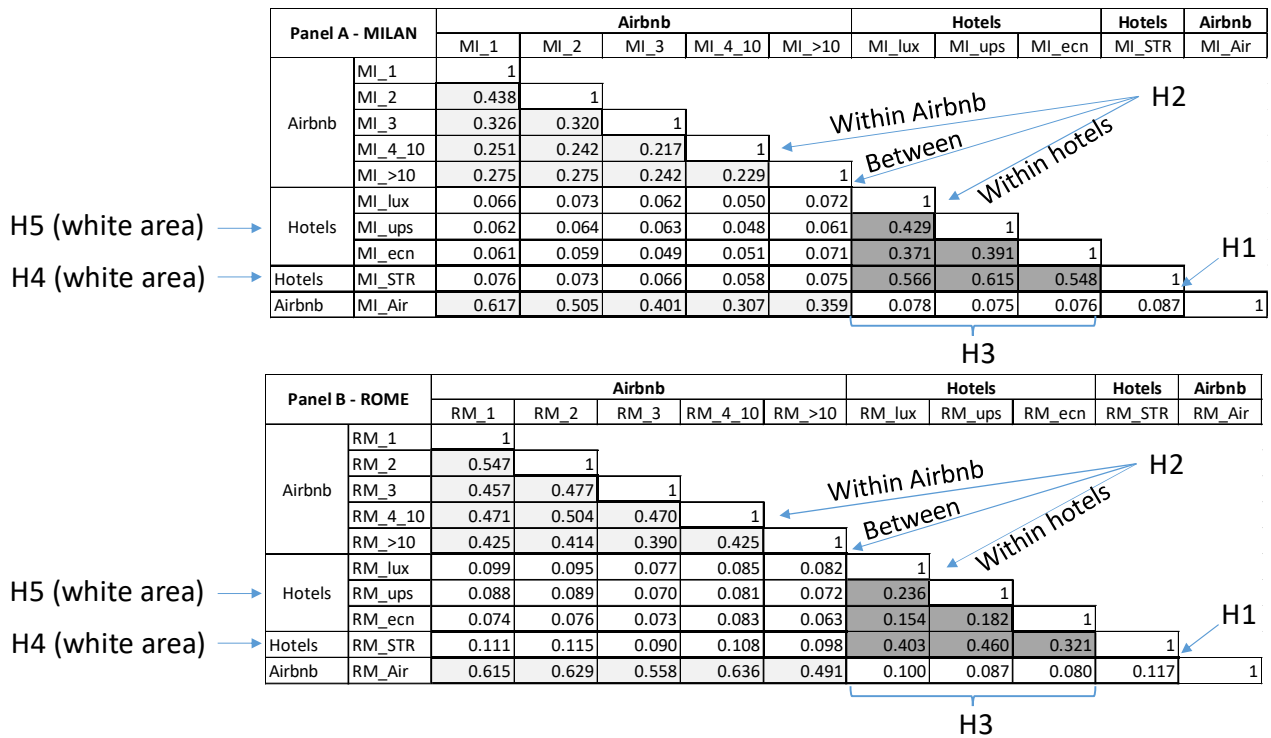 Panel A - MILAN Airbnb Hotels Hotels Airbnb
MI_1 MI_2 MI_3 MI_4_10 MI_>10 MI_lux MI_ups MI_ecn MI_STR MI_Air
MI_1 1
MI_2 0.438 1
Airbnb MI_3 0.326 0.320 1
MI_4_10 0.251 0.242 0.217 1
MI_>10 0.275 0.275 0.242 0.229 1
MI_lux 0.066 0.073 0.062 0.050 0.072 1
H5 (white area) Hotels MI_ups 0.062 0.064 0.063 0.048 0.061 0.429 1
MI_ecn 0.061 0.059 0.049 0.051 0.071 0.371 0.391 1
H4 (white area) Hotels MI_STR 0.076 0.073 0.066 0.058 0.075 0.566 0.615 0.548 1
Airbnb MI_Air 0.617 0.505 0.401 0.307 0.359 0.078 0.075 0.076 0.087 1
H2
Within Airbnb
Between
Within hotels
H1
H3
Panel B - ROME Airbnb Hotels Hotels Airbnb
RM_1 RM_2 RM_3 RM_4_10 RM_>10 RM_lux RM_ups RM_ecn RM_STR RM_Air
RM_1 1
RM_2 0.547 1
Airbnb RM_3 0.457 0.477 1
RM_4_10 0.471 0.504 0.470 1
RM_>10 0.425 0.414 0.390 0.425 1
RM_lux 0.099 0.095 0.077 0.085 0.082 1
H5 (white area) Hotels RM_ups 0.088 0.089 0.070 0.081 0.072 0.236 1
RM_ecn 0.074 0.076 0.073 0.083 0.063 0.154 0.182 1
H4 (white area) Hotels RM_STR 0.111 0.115 0.090 0.108 0.098 0.403 0.460 0.321 1
Airbnb RM_Air 0.615 0.629 0.558 0.636 0.491 0.100 0.087 0.080 0.117 1
H2
Within Airbnb
Between
Within hotels
H1
H3